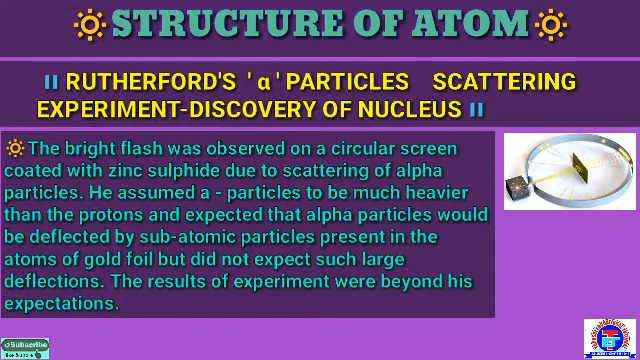 STRUCTURE OF ATOM
RUTHERFORD'S ' α ' PARTICLES SCATTERING
EXPERIMENT-DISCOVERY OF NUCLEUS
The bright flash was observed on a circular screen
coated with zinc sulphide due to scattering of alpha
particles. He assumed a - particles to be much heavier
than the protons and expected that alpha particles would
be deflected by sub-atomic particles present in the
atoms of gold foil but did not expect such large
deflections. The results of experiment were beyond his
expectations.
Subscribe